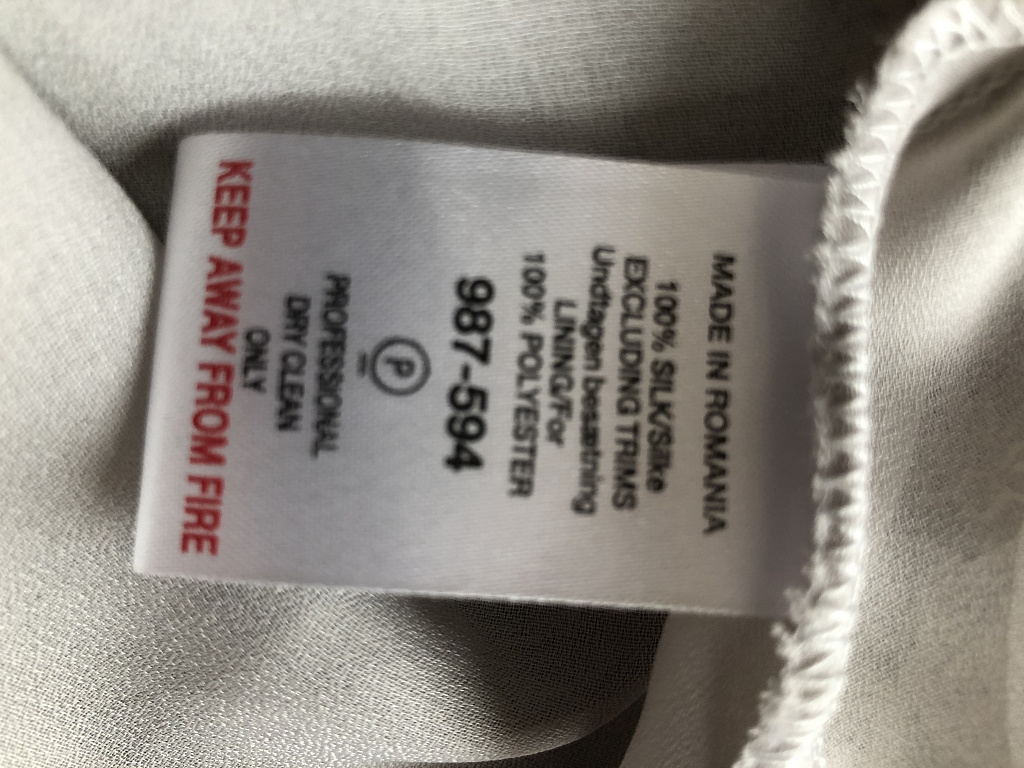 MADE IN ROMANIA
100% SILK/Silke
EXCLUDING TRIMS
Undtagen besætning
LINING/For
100% POLYESTER
987-594
P
PROFESSIONAL
DRY CLEAN
ONLY
KEEP AWAY FROM FIRE